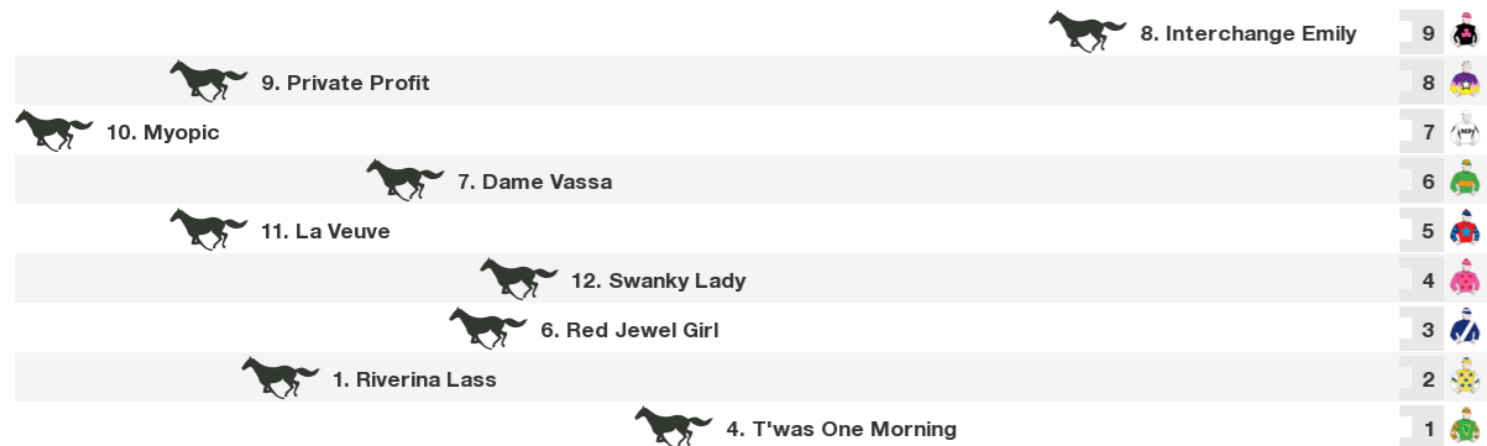 8. Interchange Emily 9
9. Private Profit 8
10. Myopic 7
7. Dame Vassa 6
11. La Veuve 5
12. Swanky Lady 4
6. Red Jewel Girl 3
1. Riverina Lass 2
4. T'was One Morning 1